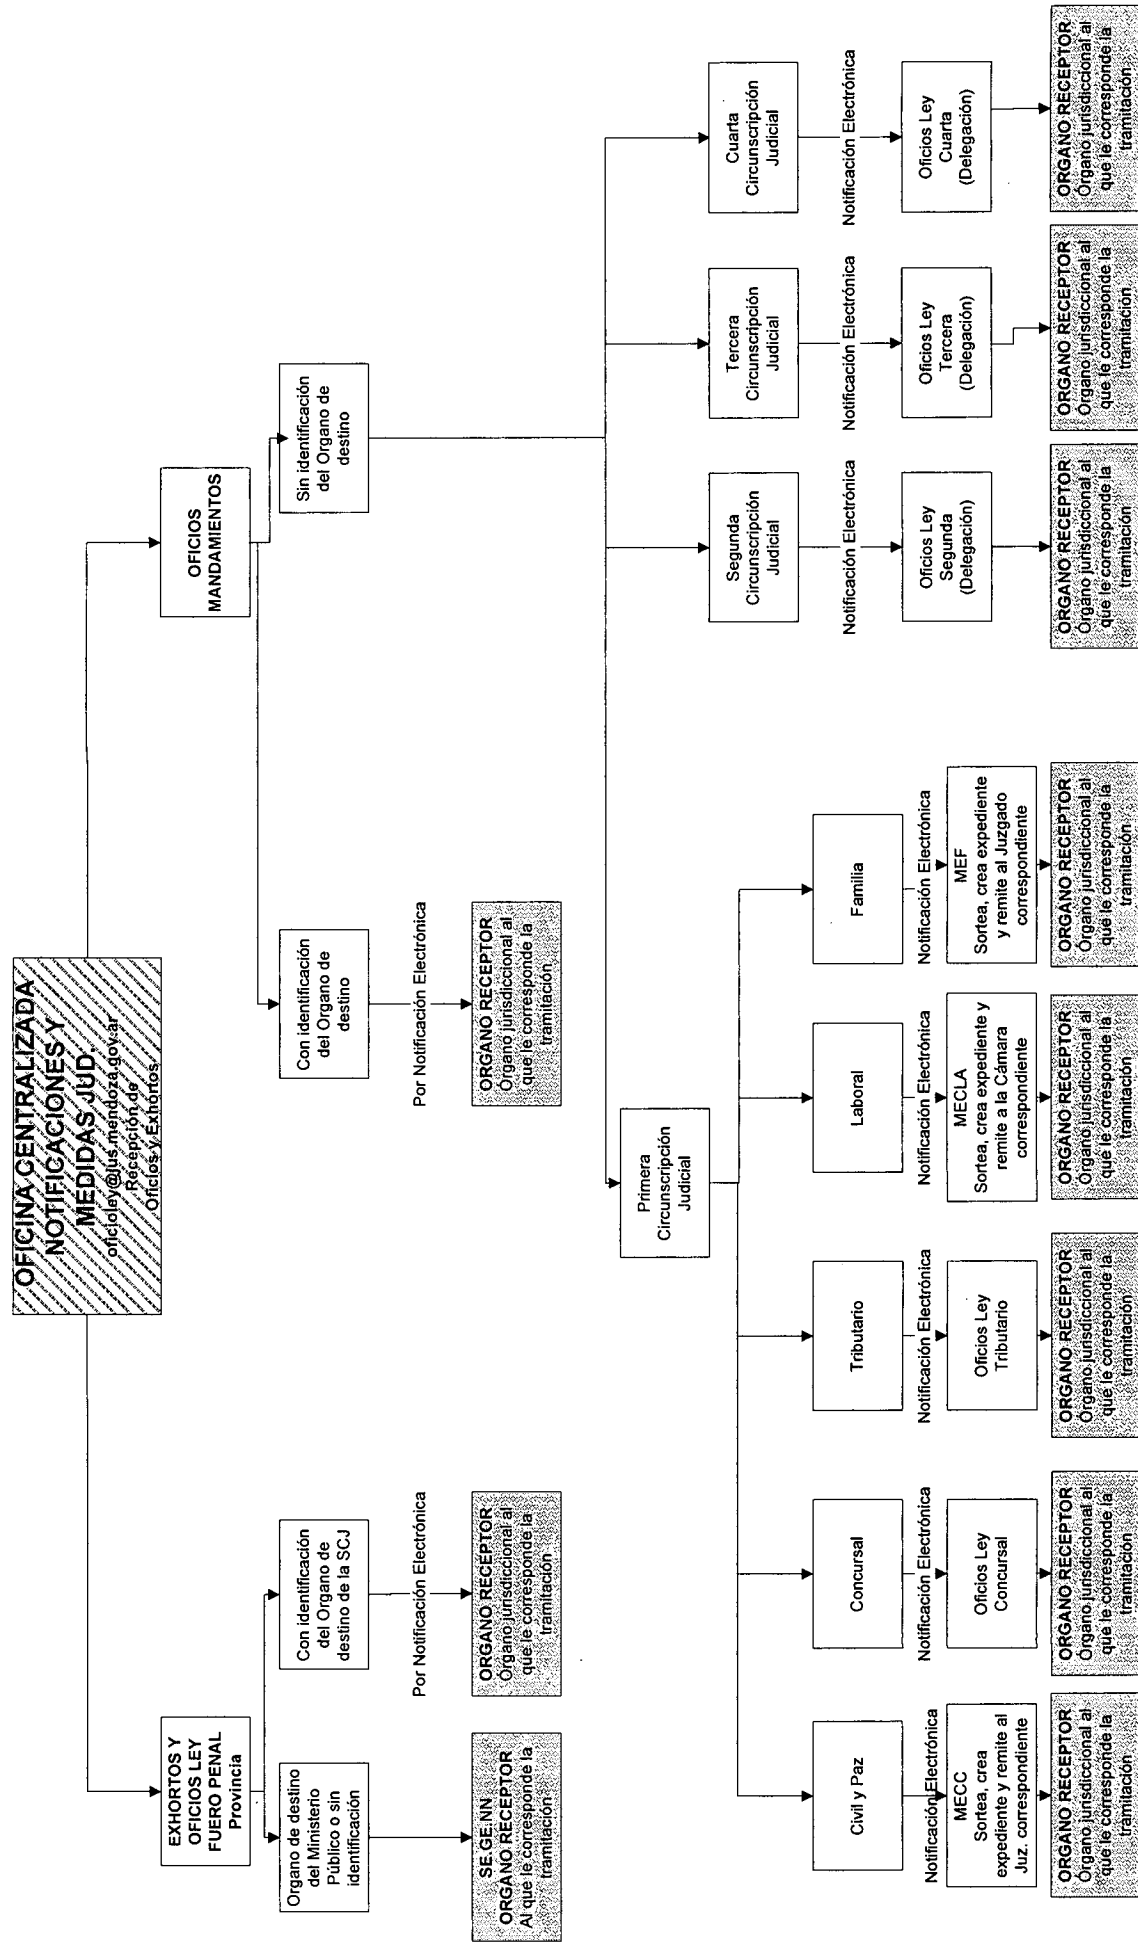 OFICINA CENTRALIZADA
NOTIFICACIONES Y
MEDIDAS JUD.
oficioley@jus.mendoza.gov.ar
Recepción de
Oficios y Exhortos
EXHORTOS Y
OFICIOS LEY
FUERO PENAL
Provincia
OFICIOS
MANDAMIENTOS
Organo de destino
del Ministerio
Público o sin
identificación
Con identificación
del Organo de
destino de la SCJ
Con identificación
del Organo de
destino
Sin identificación
del Organo de
destino
Por Notificación Electrónica
Por Notificación Electrónica
SE.GE.NN
ORGANO RECEPTOR
Al que le corresponde la
tramitación
ORGANO RECEPTOR
Organo jurisdiccional al
que le corresponde la
tramitación
ORGANO RECEPTOR
Organo jurisdiccional al
que le corresponde la
tramitación
Primera
Circunscripción
Judicial
Segunda
Circunscripción
Judicial
Tercera
Circunscripción
Judicial
Cuarta
Circunscripción
Judicial
Civil y Paz
Concursal
Tributario
Laboral
Familia
Notificación Electrónica
Notificación Electrónica
Notificación Electrónica
Notificación Electrónica
Notificación Electrónica
Notificación Electrónica
Notificación Electrónica
Notificación Electrónica
MECC
Sortea, crea
expediente y remite al
Juz. correspondiente
Oficios Ley
Concursal
Oficios Ley
Tributario
MECLA
Sortea, crea expediente y
remite a la Cámara
correspondiente
MEF
Sortea, crea expediente
y remite al Juzgado
correspondiente
Oficios Ley
Segunda
(Delegación)
Oficios Ley
Tercera
(Delegación)
Oficios Ley
Cuarta
(Delegación)
ORGANO RECEPTOR
Organo jurisdiccional al
que le corresponde la
tramitación
ORGANO RECEPTOR
Organo jurisdiccional al
que le corresponde la
tramitación
ORGANO RECEPTOR
Organo jurisdiccional al
que le corresponde la
tramitación
ORGANO RECEPTOR
Organo jurisdiccional al
que le corresponde la
tramitación
ORGANO RECEPTOR
Organo jurisdiccional al
que le corresponde la
tramitación
ORGANO RECEPTOR
Organo jurisdiccional al
que le corresponde la
tramitación
ORGANO RECEPTOR
Organo jurisdiccional al
que le corresponde la
tramitación
ORGANO RECEPTOR
Organo jurisdiccional al
que le corresponde la
tramitación